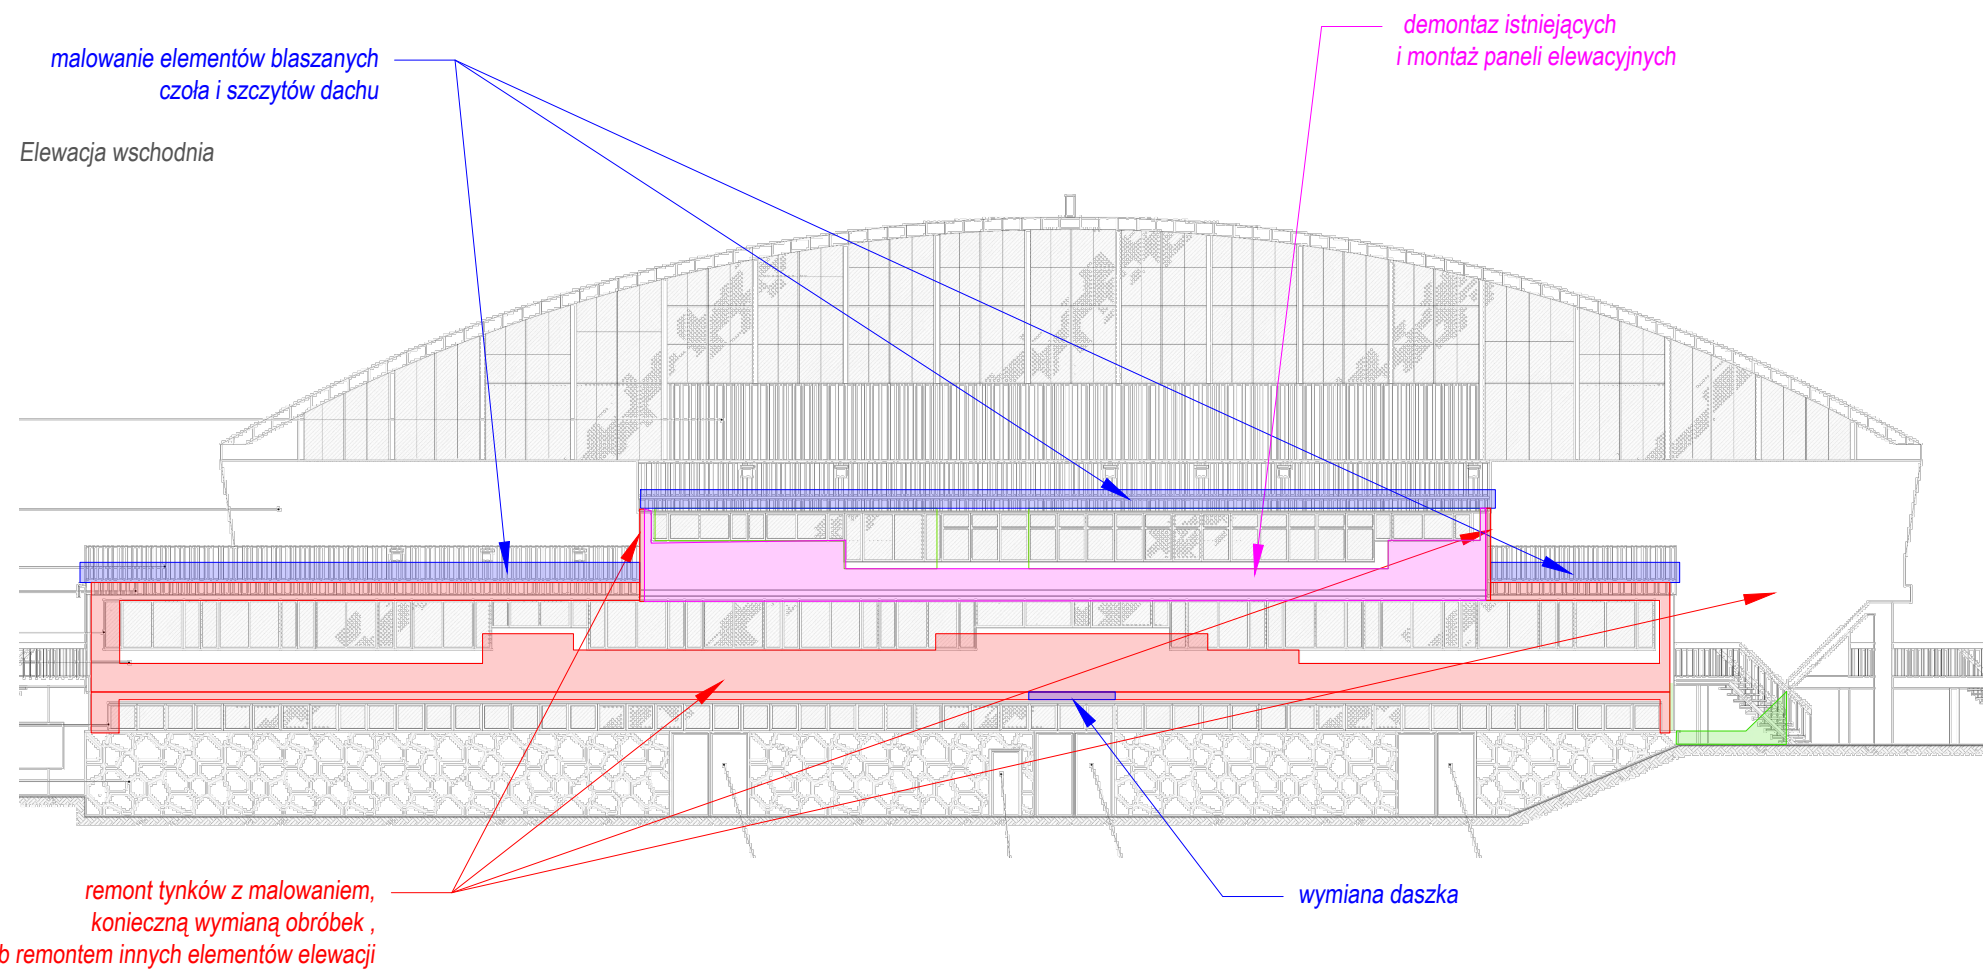 demontaz istniejących
i montaż paneli elewacyjnych
malowanie elementów blaszanych
czoła i szczytów dachu
Elewacja wschodnia
remont tynków z malowaniem,
konieczną wymianą obróbek ,
b remontem innych elementów elewacji
wymiana daszka